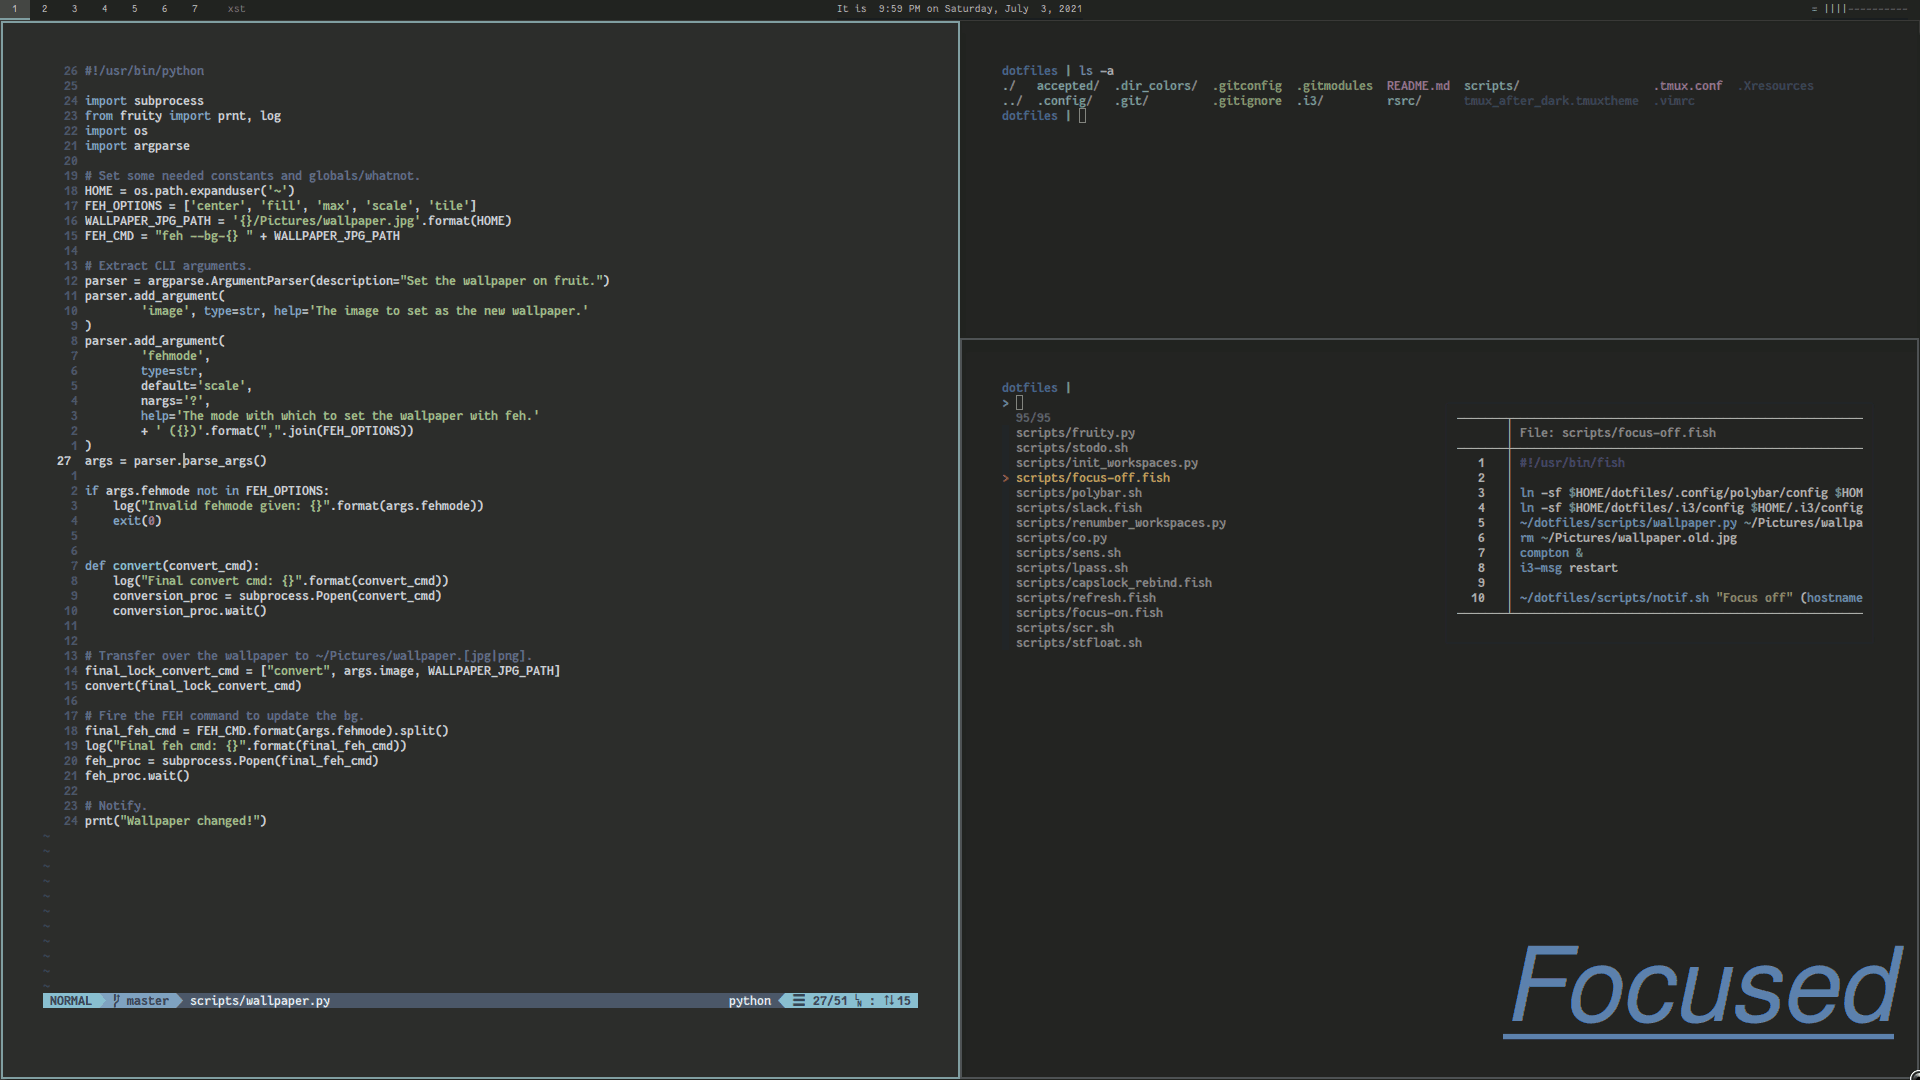 1 2 3 4 5 6 7 xst
It is  9:59 PM on Saturday, July  3, 2021
= ||||-----------
26 #!/usr/bin/python
25
24 import subprocess
23 from fruity import prnt, log
22 import os
21 import argparse
20
19 # Set some needed constants and globals/whatnot.
18 HOME = os.path.expanduser('~')
17 FEH_OPTIONS = ['center', 'fill', 'max', 'scale', 'tile']
16 WALLPAPER_JPG_PATH = '{}/Pictures/wallpaper.jpg'.format(HOME)
15 FEH_CMD = "feh --bg-{} " + WALLPAPER_JPG_PATH
14
13 # Extract CLI arguments.
12 parser = argparse.ArgumentParser(description="Set the wallpaper on fruit.")
11 parser.add_argument(
10         'image', type=str, help='The image to set as the new wallpaper.'
9 )
8 parser.add_argument(
7         'fehmode',
6         type=str,
5         default='scale',
4         nargs='?',
3         help='The mode with which to set the wallpaper with feh.'
2         + ' ({})'.format(",".join(FEH_OPTIONS))
1 )
27 args = parser.parse_args()
1
2 if args.fehmode not in FEH_OPTIONS:
3     log("Invalid fehmode given: {}".format(args.fehmode))
4     exit(0)
5
6
7 def convert(convert_cmd):
8     log("Final convert cmd: {}".format(convert_cmd))
9     conversion_proc = subprocess.Popen(convert_cmd)
10     conversion_proc.wait()
11
12
13 # Transfer over the wallpaper to ~/Pictures/wallpaper.[jpg|png].
14 final_lock_convert_cmd = ["convert", args.image, WALLPAPER_JPG_PATH]
15 convert(final_lock_convert_cmd)
16
17 # Fire the FEH command to update the bg.
18 final_feh_cmd = FEH_CMD.format(args.fehmode).split()
19 log("Final feh cmd: {}".format(final_feh_cmd))
20 feh_proc = subprocess.Popen(final_feh_cmd)
21 feh_proc.wait()
22
23 # Notify.
24 prnt("Wallpaper changed!")
~
~
~
~
~
~
~
~
~
~
~
NORMAL master scripts/wallpaper.py python ☰ 27/51 ␤ : ⇅ 15
dotfiles | ls -a
./   accepted/  .dir_colors/  .gitconfig  .gitmodules  README.md  scripts/  .tmux.conf  .Xresources
../  .config/   .git/         .gitignore  .i3/         rsrc/      tmux_after_dark.tmuxtheme  .vimrc
dotfiles |
dotfiles |
>
95/95
scripts/fruity.py
scripts/stodo.sh
scripts/init_workspaces.py
> scripts/focus-off.fish
scripts/polybar.sh
scripts/slack.fish
scripts/renumber_workspaces.py
scripts/co.py
scripts/sens.sh
scripts/lpass.sh
scripts/capslock_rebind.fish
scripts/refresh.fish
scripts/focus-on.fish
scripts/scr.sh
scripts/stfloat.sh
File: scripts/focus-off.fish
1 #!/usr/bin/fish
2
3 ln -sf $HOME/dotfiles/.config/polybar/config $HOM
4 ln -sf $HOME/dotfiles/.i3/config $HOME/.i3/config
5 ~/dotfiles/scripts/wallpaper.py ~/Pictures/wallpa
6 rm ~/Pictures/wallpaper.old.jpg
7 compton &
8 i3-msg restart
9
10 ~/dotfiles/scripts/notif.sh "Focus off" (hostname
Focused